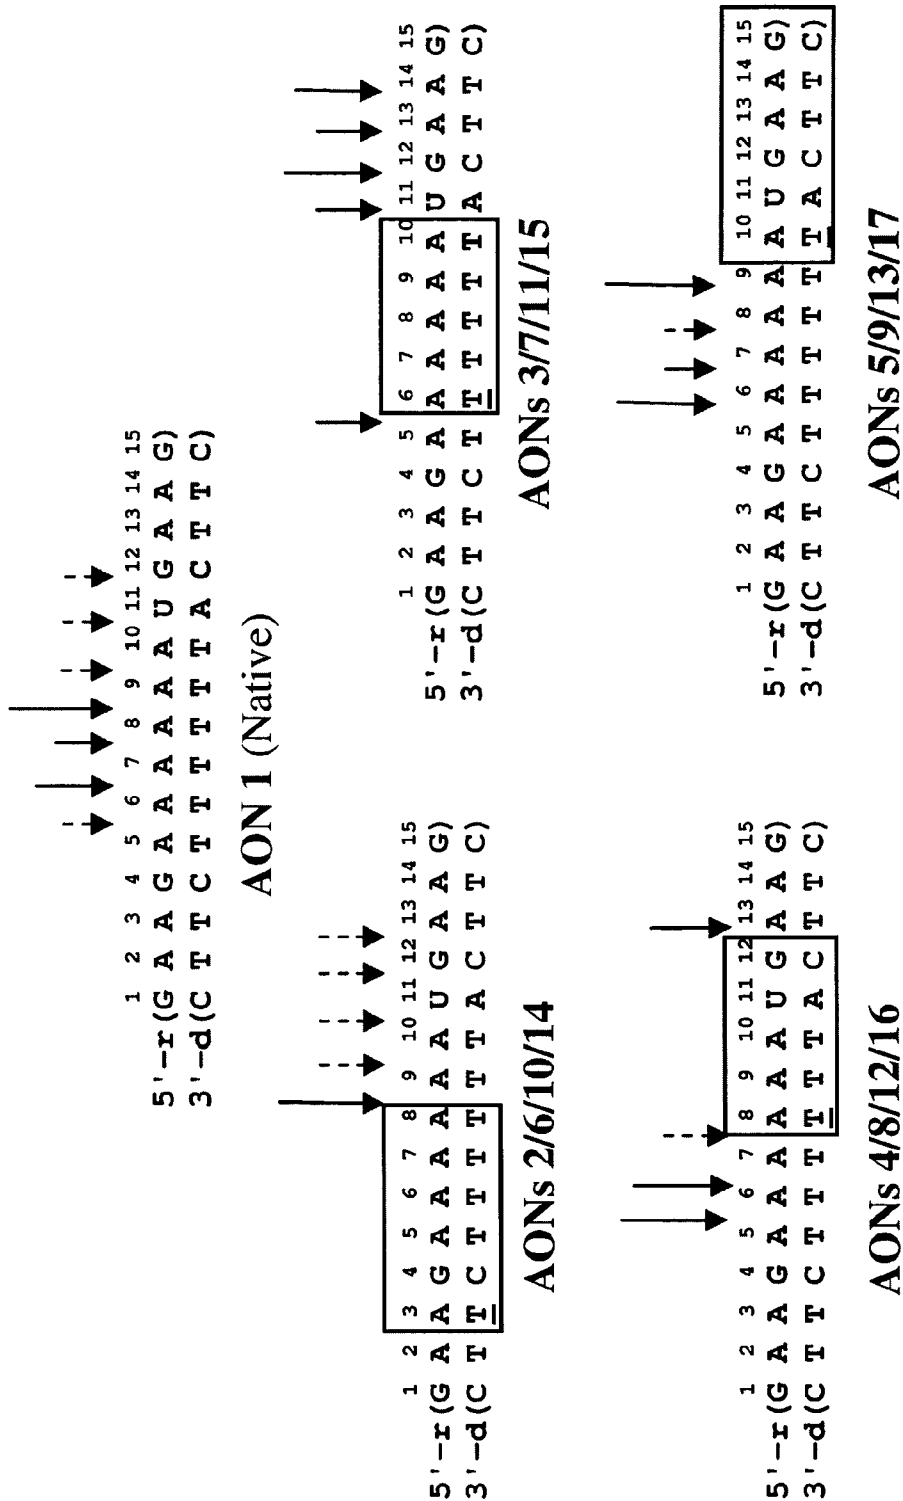 1 2 3 4 5 6 7 8 9 10 11 12 13 14 15
5'-r(G A A G A A A A A A U G A A G)
3'-d(C T T C T T T T T T A C T T C)
AON 1 (Native)
1 2 3 4 5 6 7 8 9 10 11 12 13 14 15
5'-r(G A A G A A A A A A U G A A G)
3'-d(C T T C T T T T T T A C T T C)
AONs 2/6/10/14
1 2 3 4 5 6 7 8 9 10 11 12 13 14 15
5'-r(G A A G A A A A A A U G A A G)
3'-d(C T T C T T T T T T A C T T C)
AONs 3/7/11/15
1 2 3 4 5 6 7 8 9 10 11 12 13 14 15
5'-r(G A A G A A A A A A U G A A G)
3'-d(C T T C T T T T T T A C T T C)
AONs 4/8/12/16
1 2 3 4 5 6 7 8 9 10 11 12 13 14 15
5'-r(G A A G A A A A A A U G A A G)
3'-d(C T T C T T T T T T A C T T C)
AONs 5/9/13/17